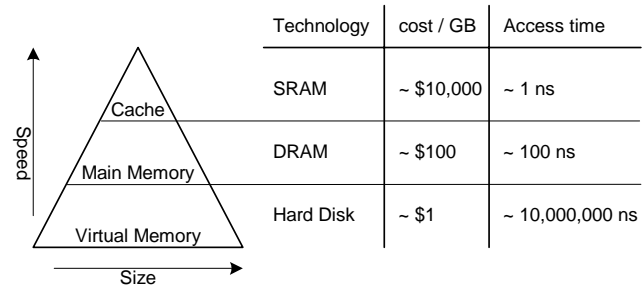 Technology cost / GB Access time
SRAM ~ $10,000 ~ 1 ns
Cache
DRAM ~ $100 ~ 100 ns
Main Memory
Hard Disk ~ $1 ~ 10,000,000 ns
Virtual Memory
Speed
Size